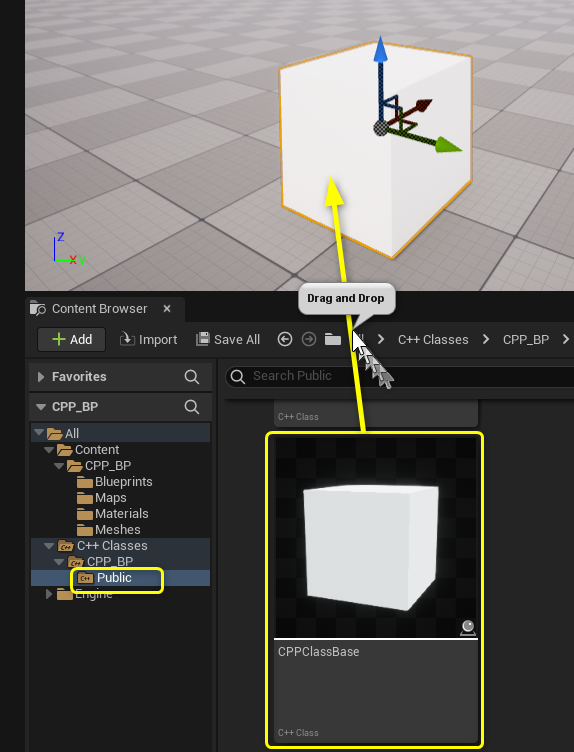 Z
X Y
Drag and Drop
Content Browser
Add Import Save All C++ Classes CPP_BP
Favorites
Search Public
CPP_BP
All
C++ Class
Content
CPP_BP
Blueprints
Maps
Materials
Meshes
C++ Classes
CPP_BP
Public
Engine
CPPClassBase
C++ Class